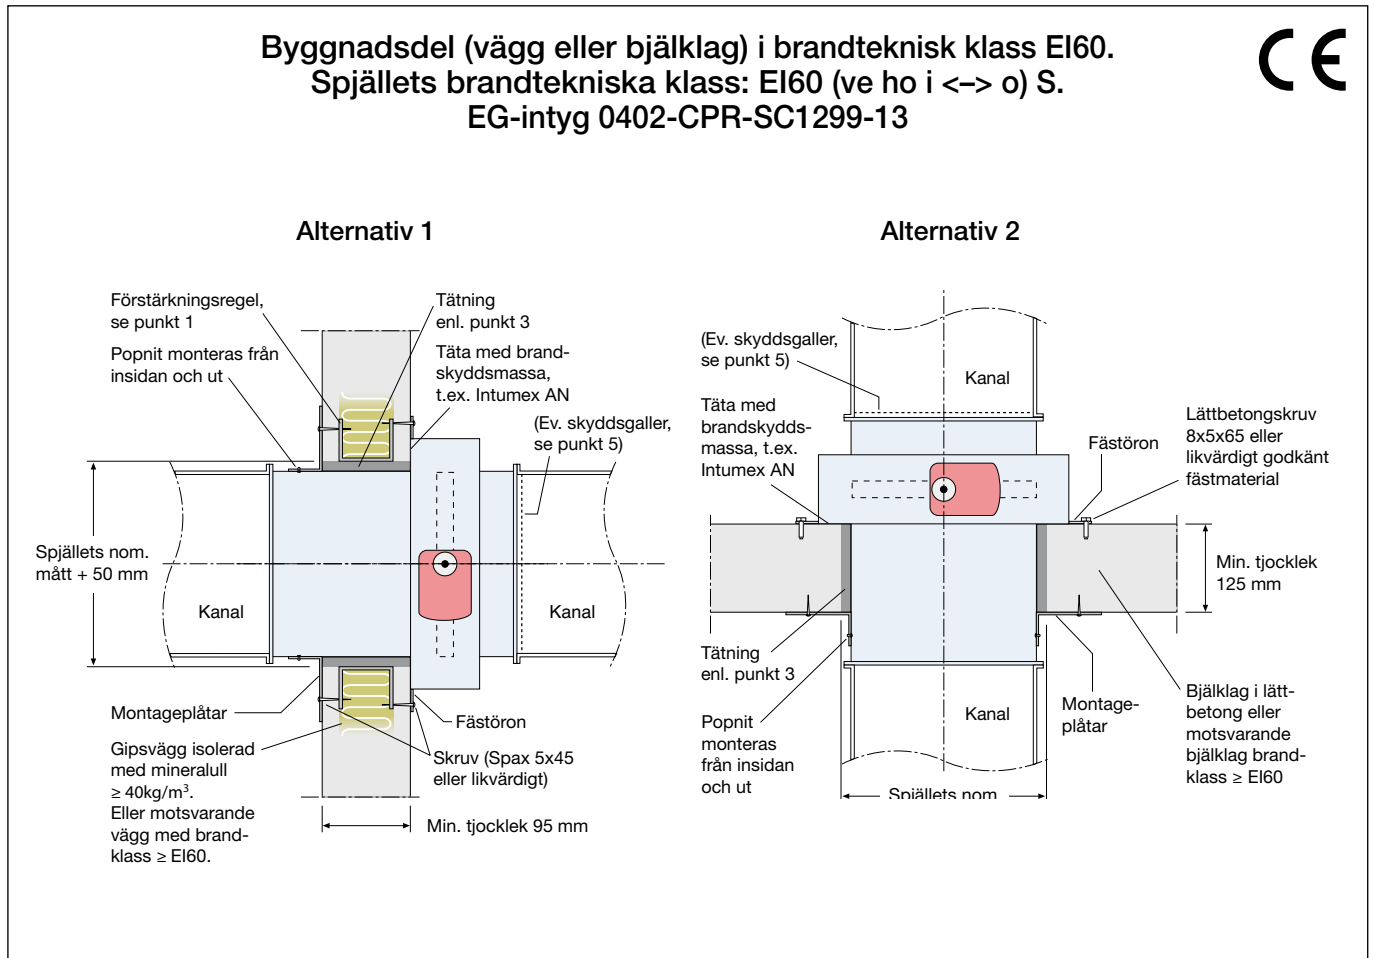 Byggnadsdel (vägg eller bjälklag) i brandteknisk klass EI60.
Spjällets brandtekniska klass: EI60 (ve ho i <–> o) S.
EG-intyg 0402-CPR-SC1299-13
CE
Alternativ 1
Förstärkningsregel,
se punkt 1
Popnit monteras från
insidan och ut
Tätning
enl. punkt 3
Täta med brand-
skyddsmassa,
t.ex. Intumex AN
(Ev. skyddsgaller,
se punkt 5)
Spjällets nom.
mått + 50 mm
Kanal
Kanal
Montageplåtar
Gipsvägg isolerad
med mineralull
≥ 40kg/m³.
Eller motsvarande
vägg med brand-
klass ≥ EI60.
Fästöron
Skruv (Spax 5x45
eller likvärdigt)
Min. tjocklek 95 mm
Alternativ 2
(Ev. skyddsgaller,
se punkt 5)
Kanal
Täta med
brandskydds-
massa, t.ex.
Intumex AN
Fästöron
Lättbetongskruv
8x5x65 eller
likvärdigt godkänt
fästmaterial
Min. tjocklek
125 mm
Tätning
enl. punkt 3
Popnit
monteras
från insidan
och ut
Kanal
Montage-
plåtar
Bjälklag i lätt-
betong eller
motsvarande
bjälklag brand-
klass ≥ EI60
Spjällets nom